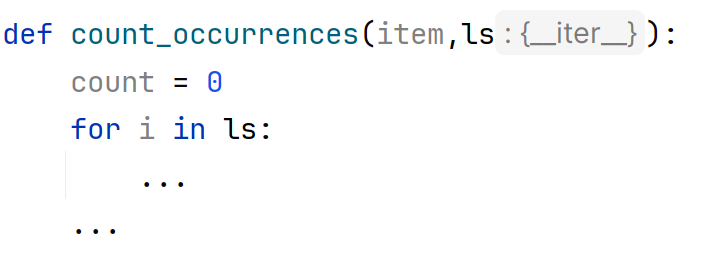 def count_occurrences(item,ls : {__iter__} ):
    count = 0
    for i in ls:
        ...
    ...